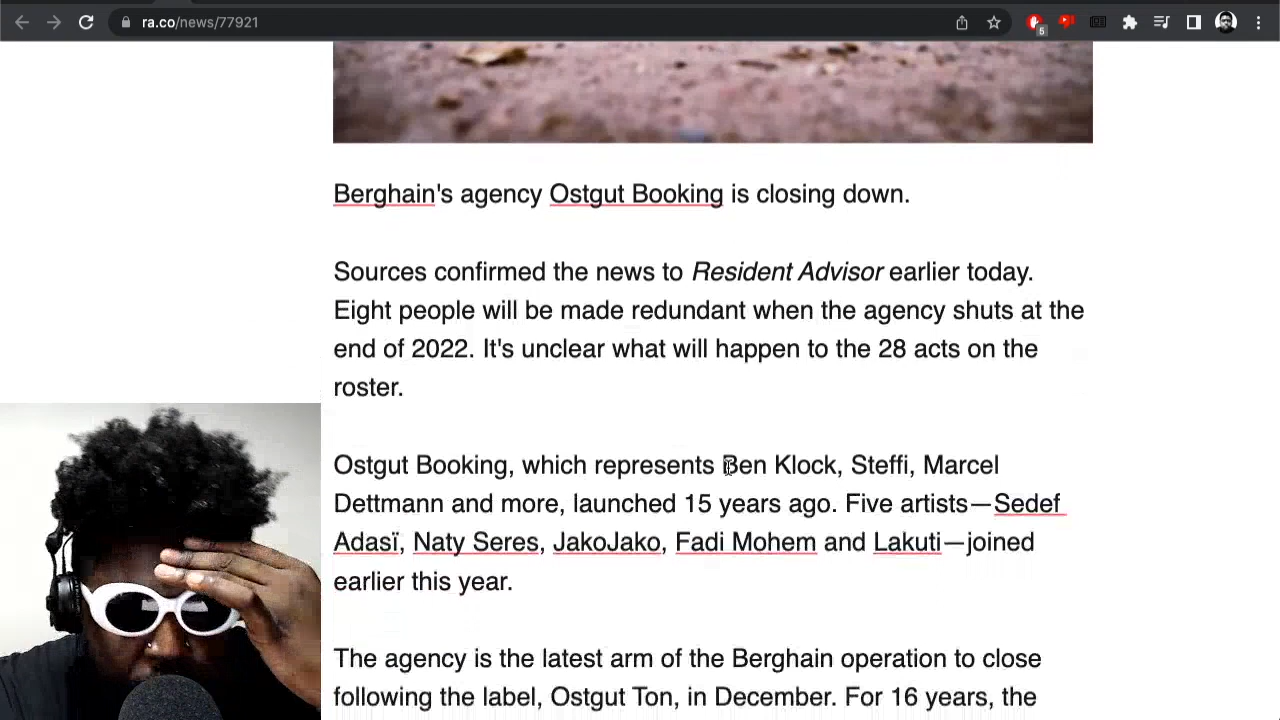 ra.co/news/77921
5
Berghain's agency Ostgut Booking is closing down.
Sources confirmed the news to Resident Advisor earlier today.
Eight people will be made redundant when the agency shuts at the
end of 2022. It's unclear what will happen to the 28 acts on the
roster.
Ostgut Booking, which represents Ben Klock, Steffi, Marcel
Dettmann and more, launched 15 years ago. Five artists—Sedef
Adasï, Naty Seres, JakoJako, Fadi Mohem and Lakuti—joined
earlier this year.
The agency is the latest arm of the Berghain operation to close
following the label, Ostgut Ton, in December. For 16 years, the